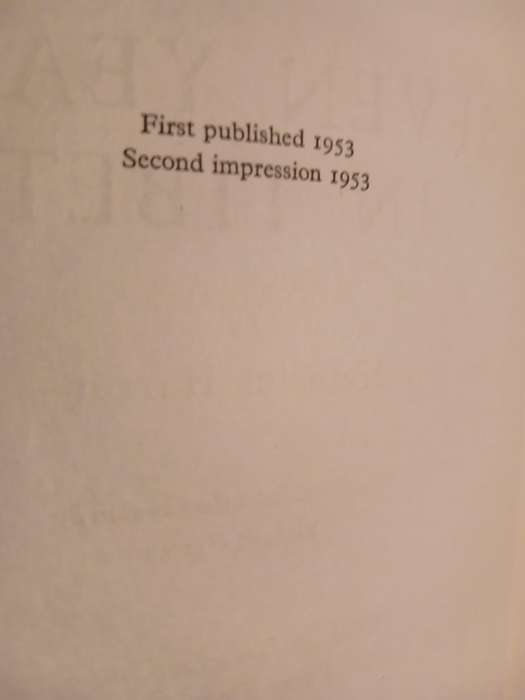 First published 1953
Second impression 1953